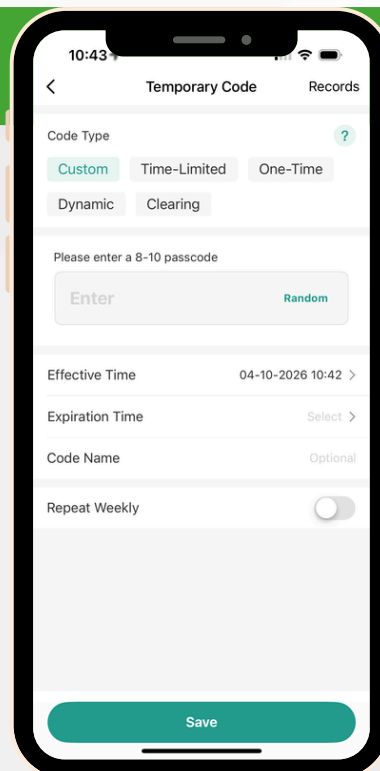 10:43
Temporary Code Records
Code Type ?
Custom Time-Limited One-Time
Dynamic Clearing
Please enter a 8-10 passcode
Enter Random
Effective Time 04-10-2026 10:42 >
Expiration Time Select >
Code Name Optional
Repeat Weekly
Save